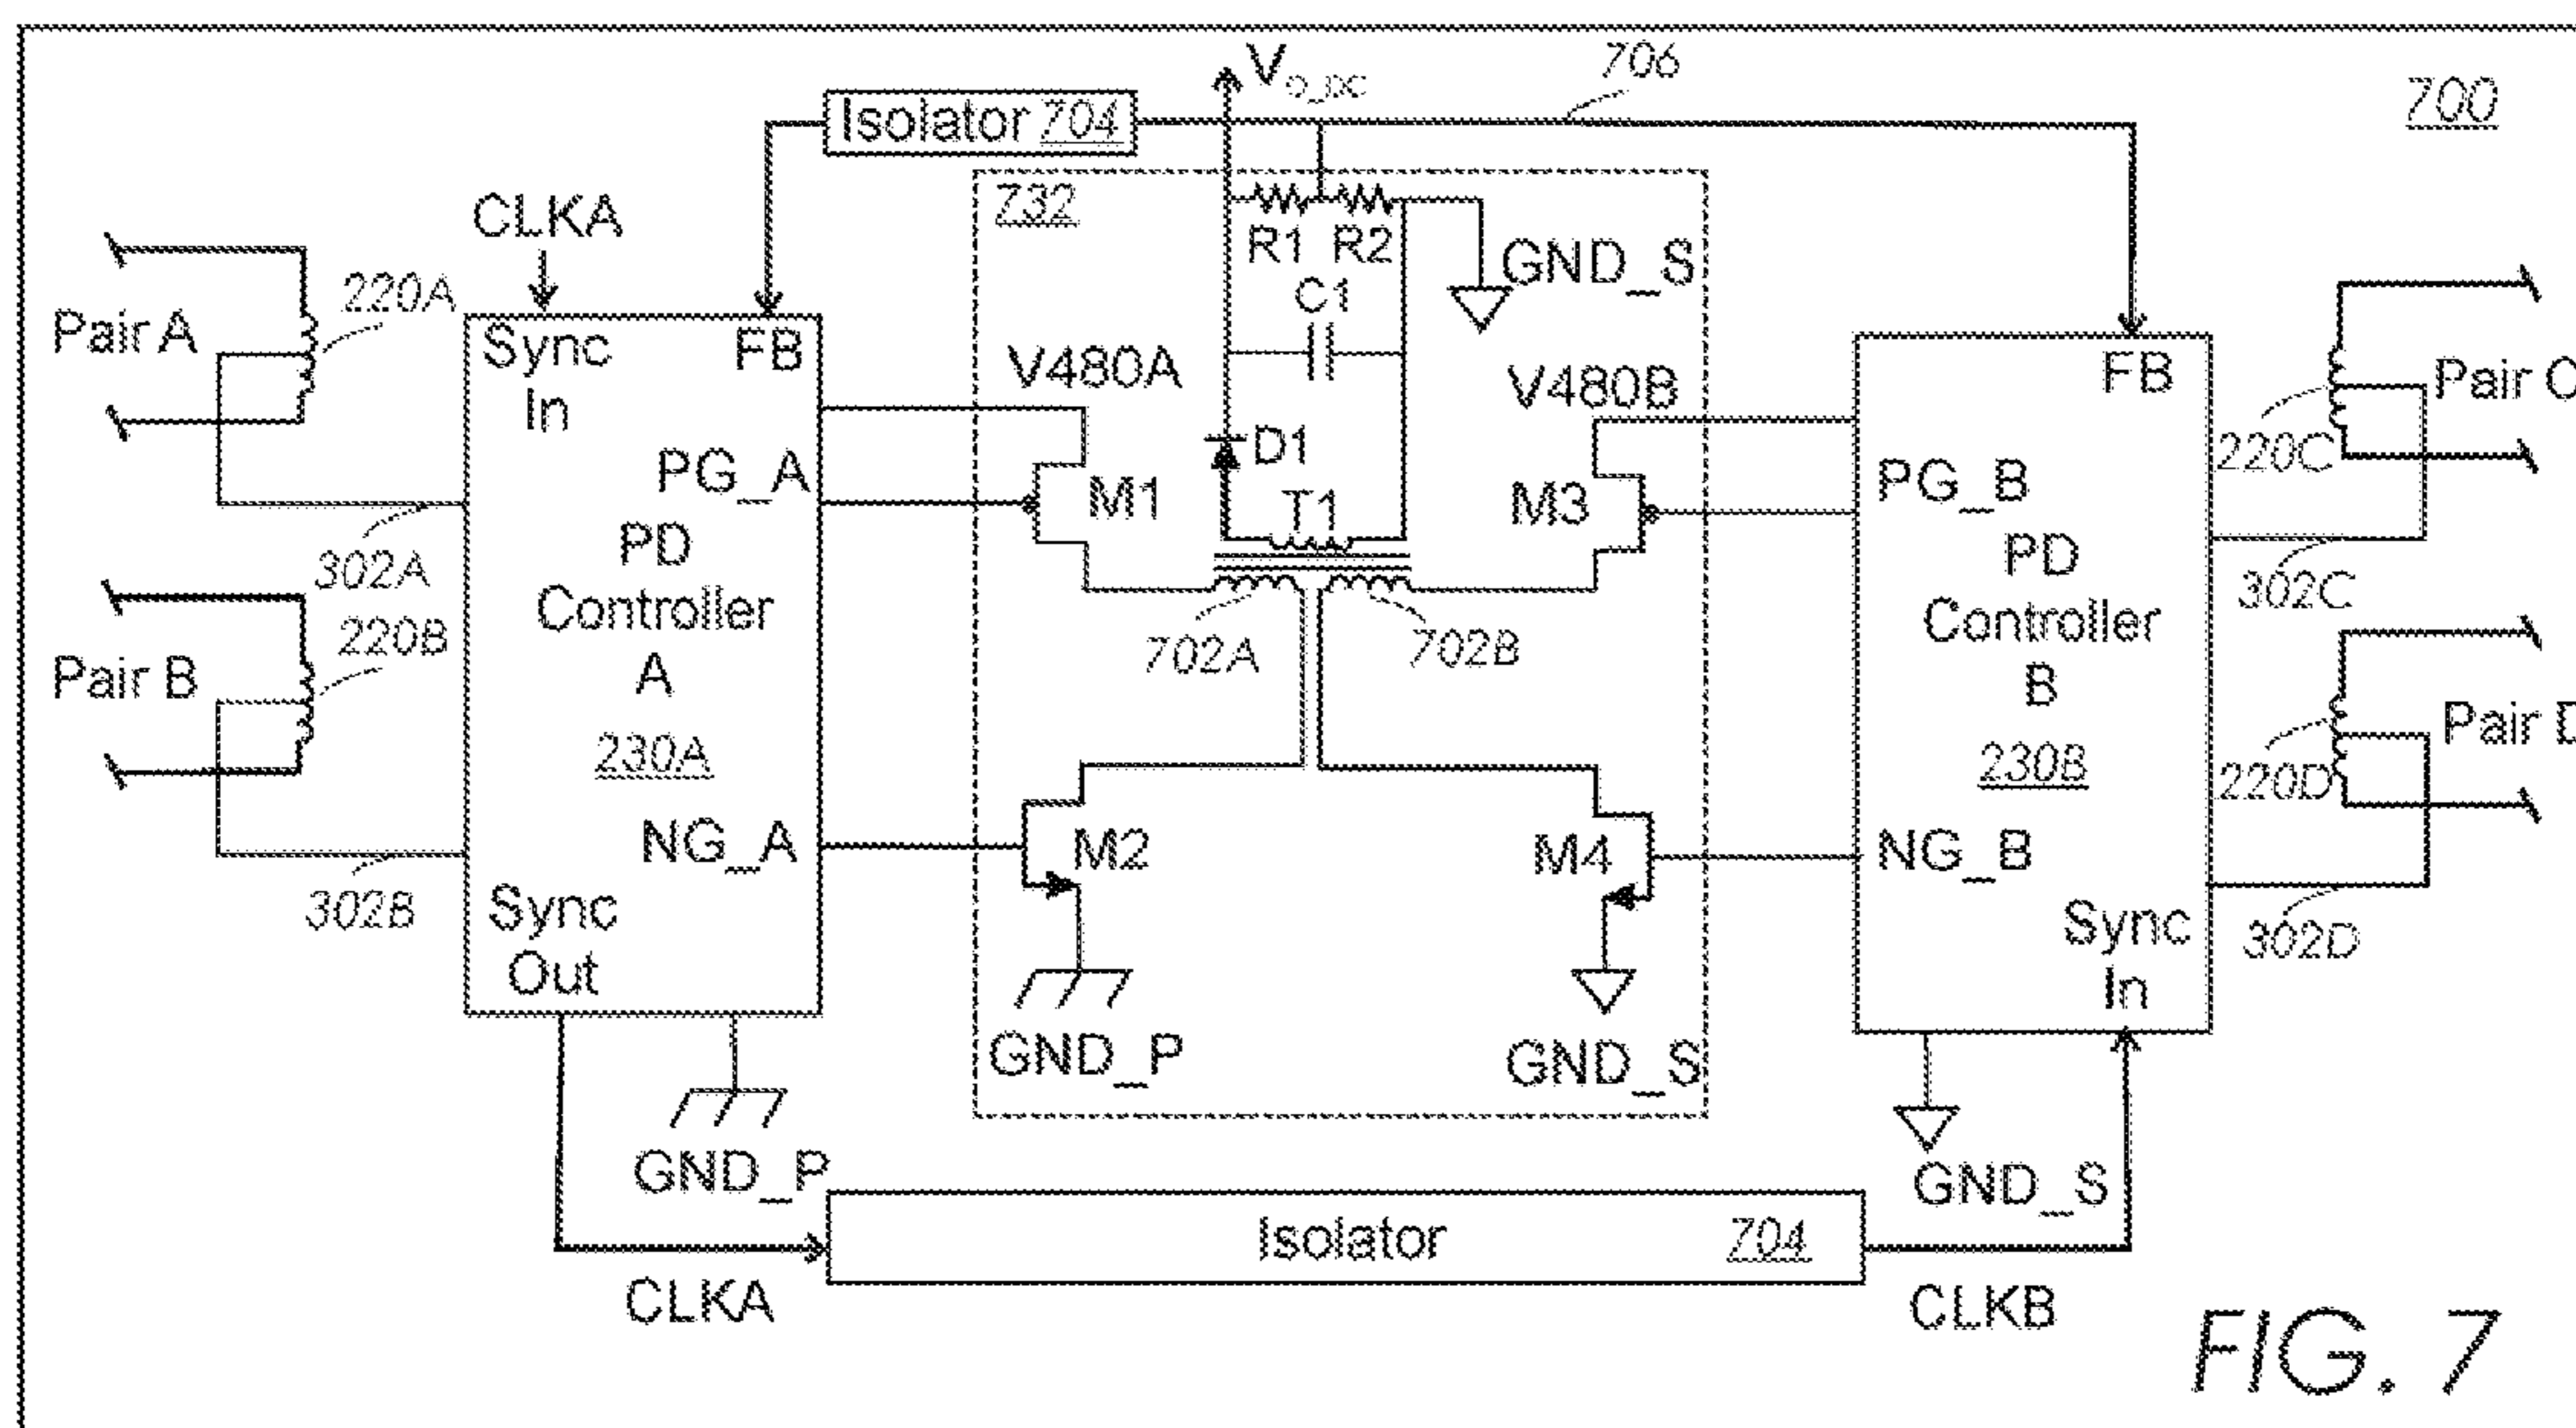 706
V
700
Isolator 704
732
CLKA
R1 R2
GND_S
220A
Pair A
C1
Sync
In
FB
V480A
V480B
FB
Pair C
220C
D1
PG_A
M1
T1
M3
PG_B
PD
Controller
A
230A
PD
Controller
B
230B
302A
302C
702A
702B
220B
Pair B
Pair D
220D
NG_A
M2
M4
NG_B
302B
Sync
Out
Sync
In
302D
GND_P
GND_S
GND_P
GND_S
Isolator 704
CLKA
CLKB
FIG. 7